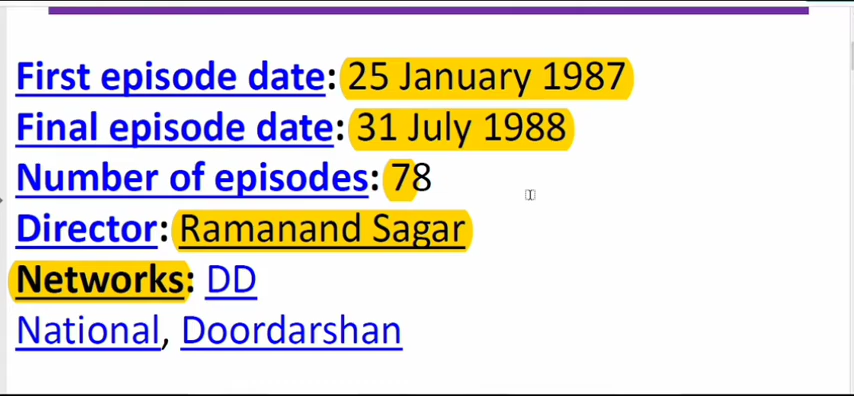 First episode date: 25 January 1987
Final episode date: 31 July 1988
Number of episodes: 78
Director: Ramanand Sagar
Networks: DD
National, Doordarshan